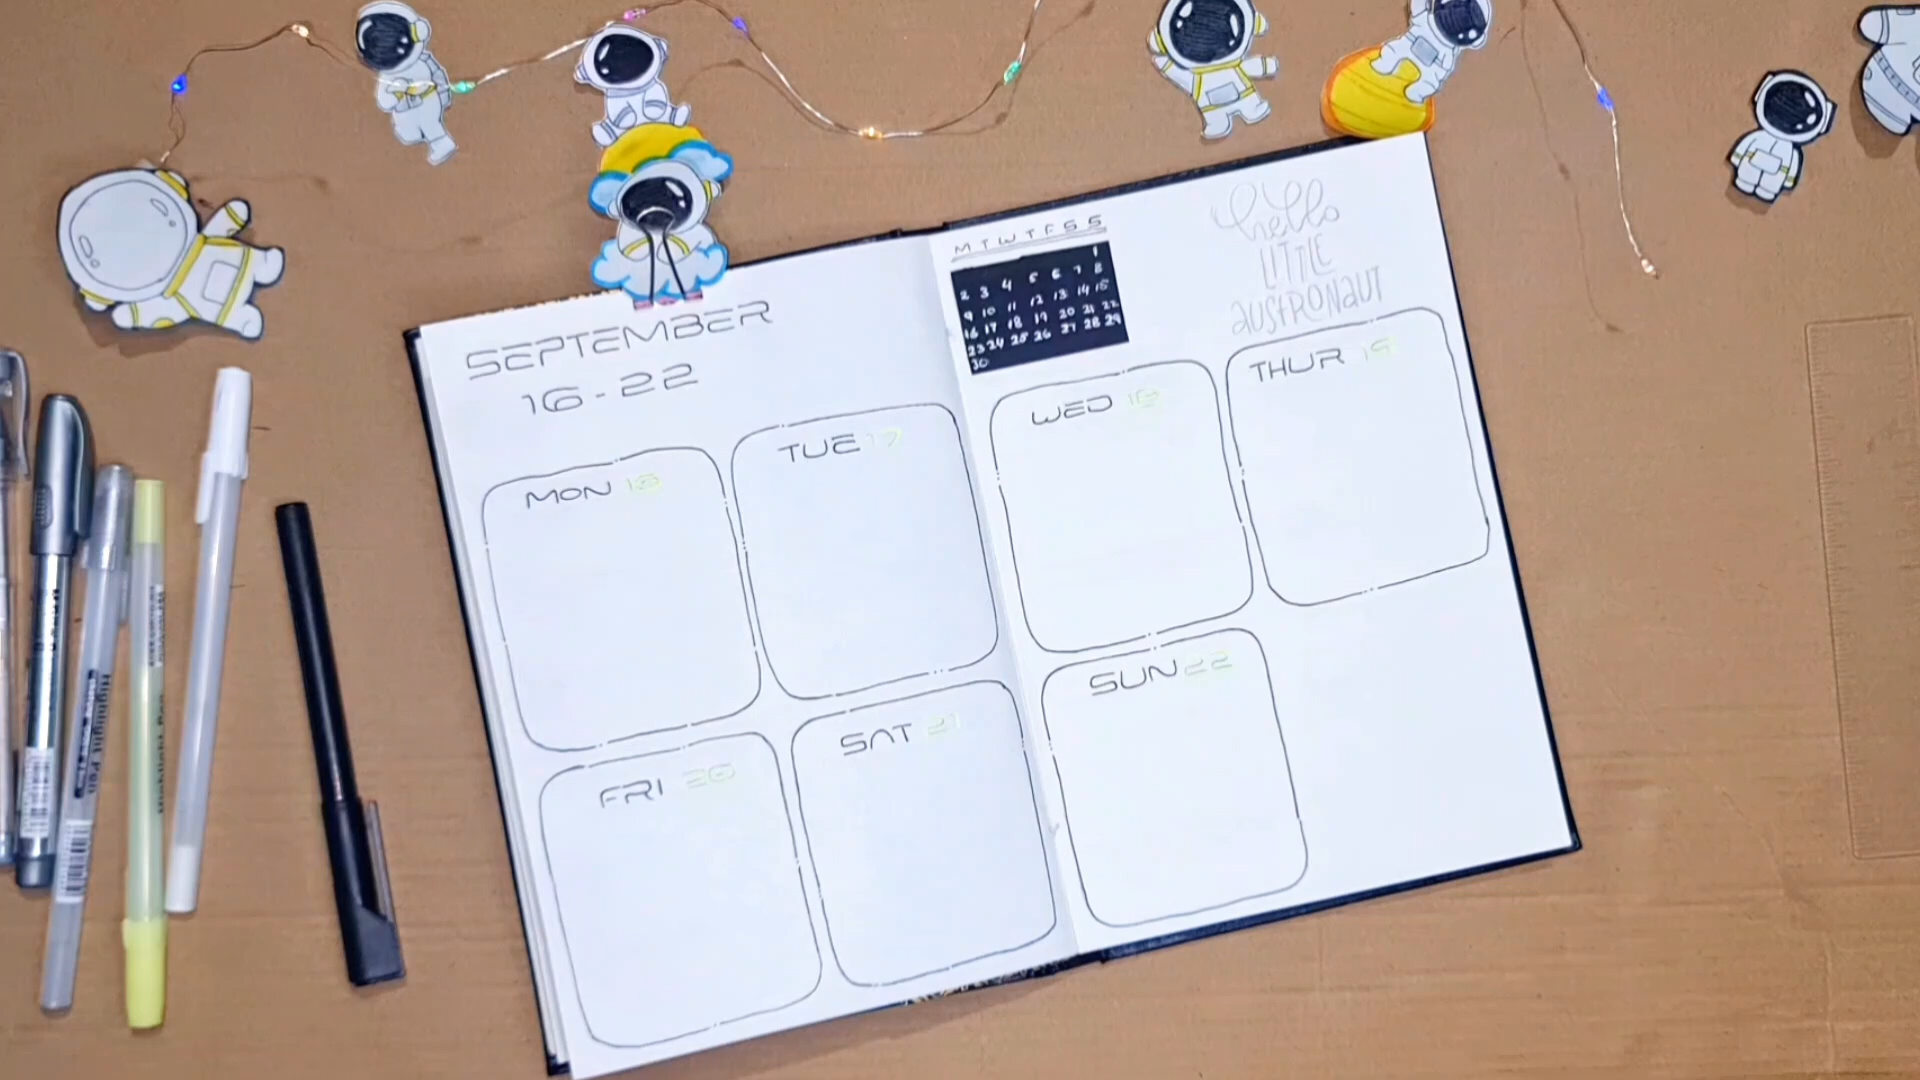 SEPTEMBER
16-22
MON 16
TUE 17
FRI 20
SAT 21
M T W T F S S
1
2 3 4 5 6 7 8
9 10 11 12 13 14 15
16 17 18 19 20 21 22
23 24 25 26 27 28 29
30
hello
LITTLE
AUSTRONAUT
WED 18
THUR 19
SUN 22
Highlight Pen